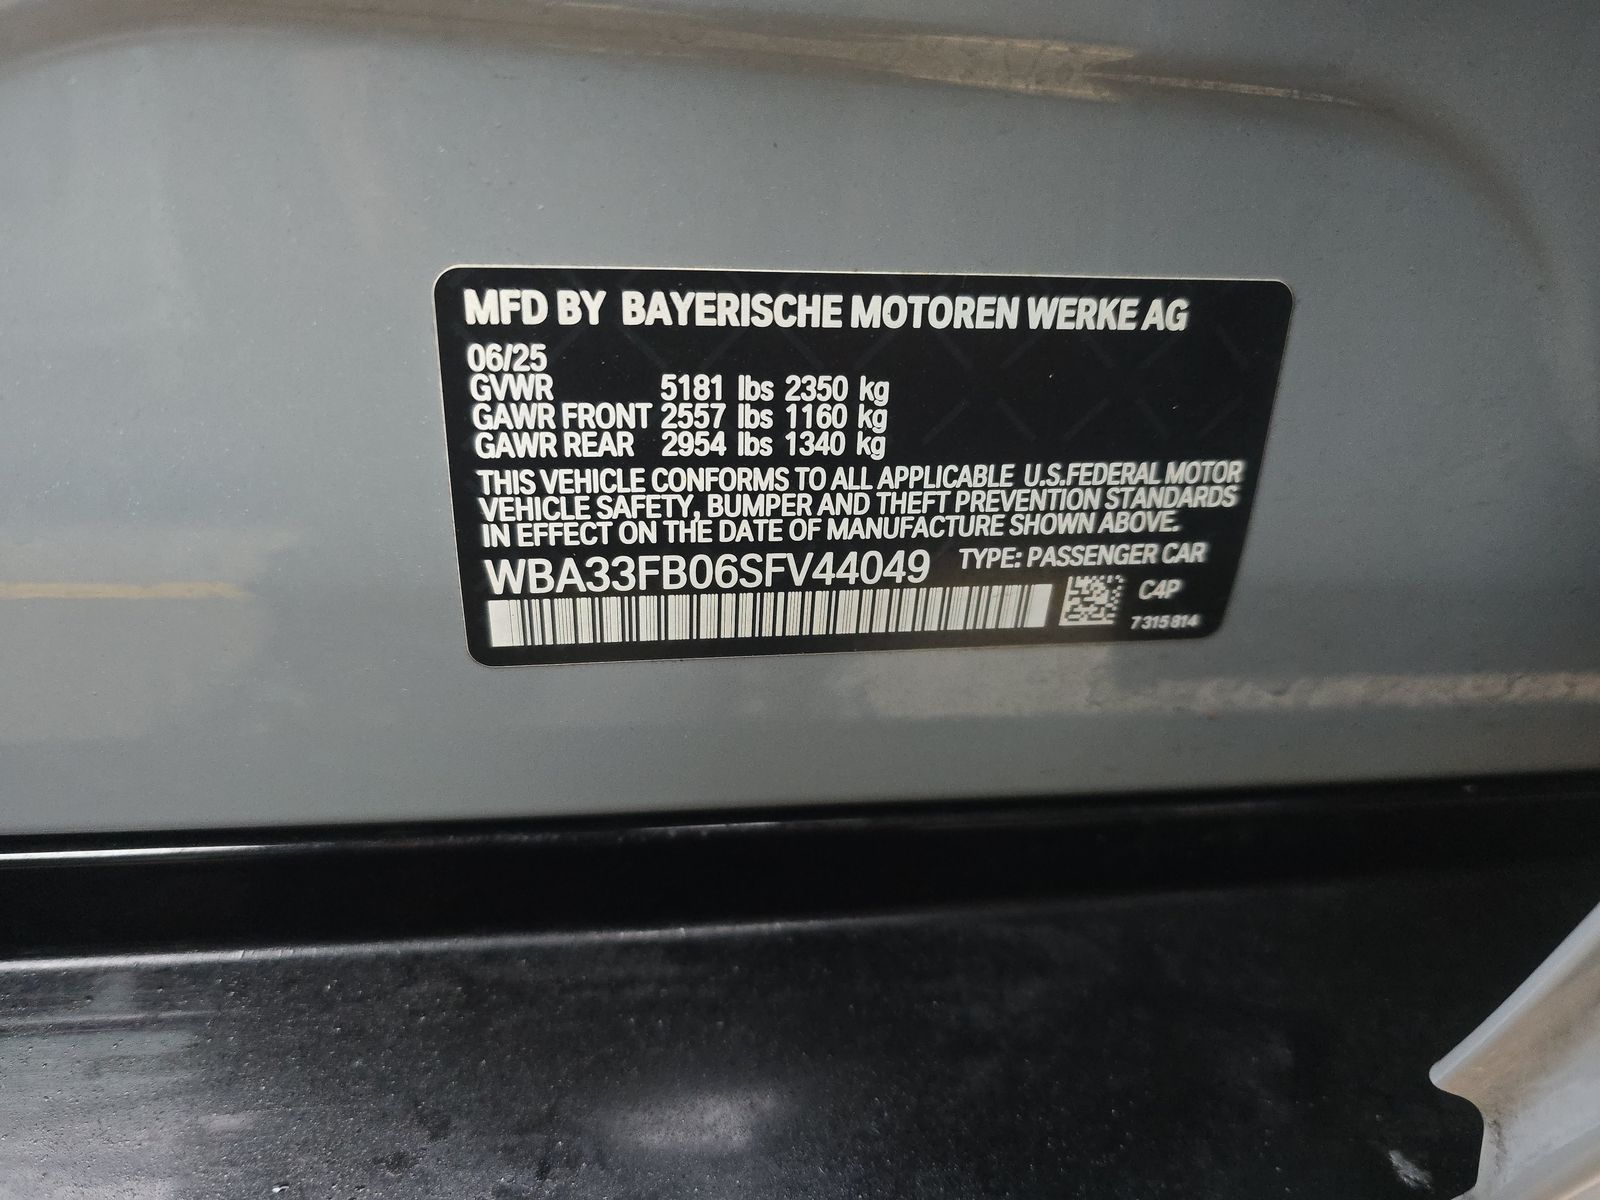 MFD BY BAYERISCHE MOTOREN WERKE AG
06/25
GVWR 5181 lbs 2350 kg
GAWR FRONT 2557 lbs 1160 kg
GAWR REAR 2954 lbs 1340 kg
THIS VEHICLE CONFORMS TO ALL APPLICABLE U.S.FEDERAL MOTOR
VEHICLE SAFETY, BUMPER AND THEFT PREVENTION STANDARDS
IN EFFECT ON THE DATE OF MANUFACTURE SHOWN ABOVE.
WBA33FB06SFV44049 TYPE: PASSENGER CAR
C4P
7 315 814